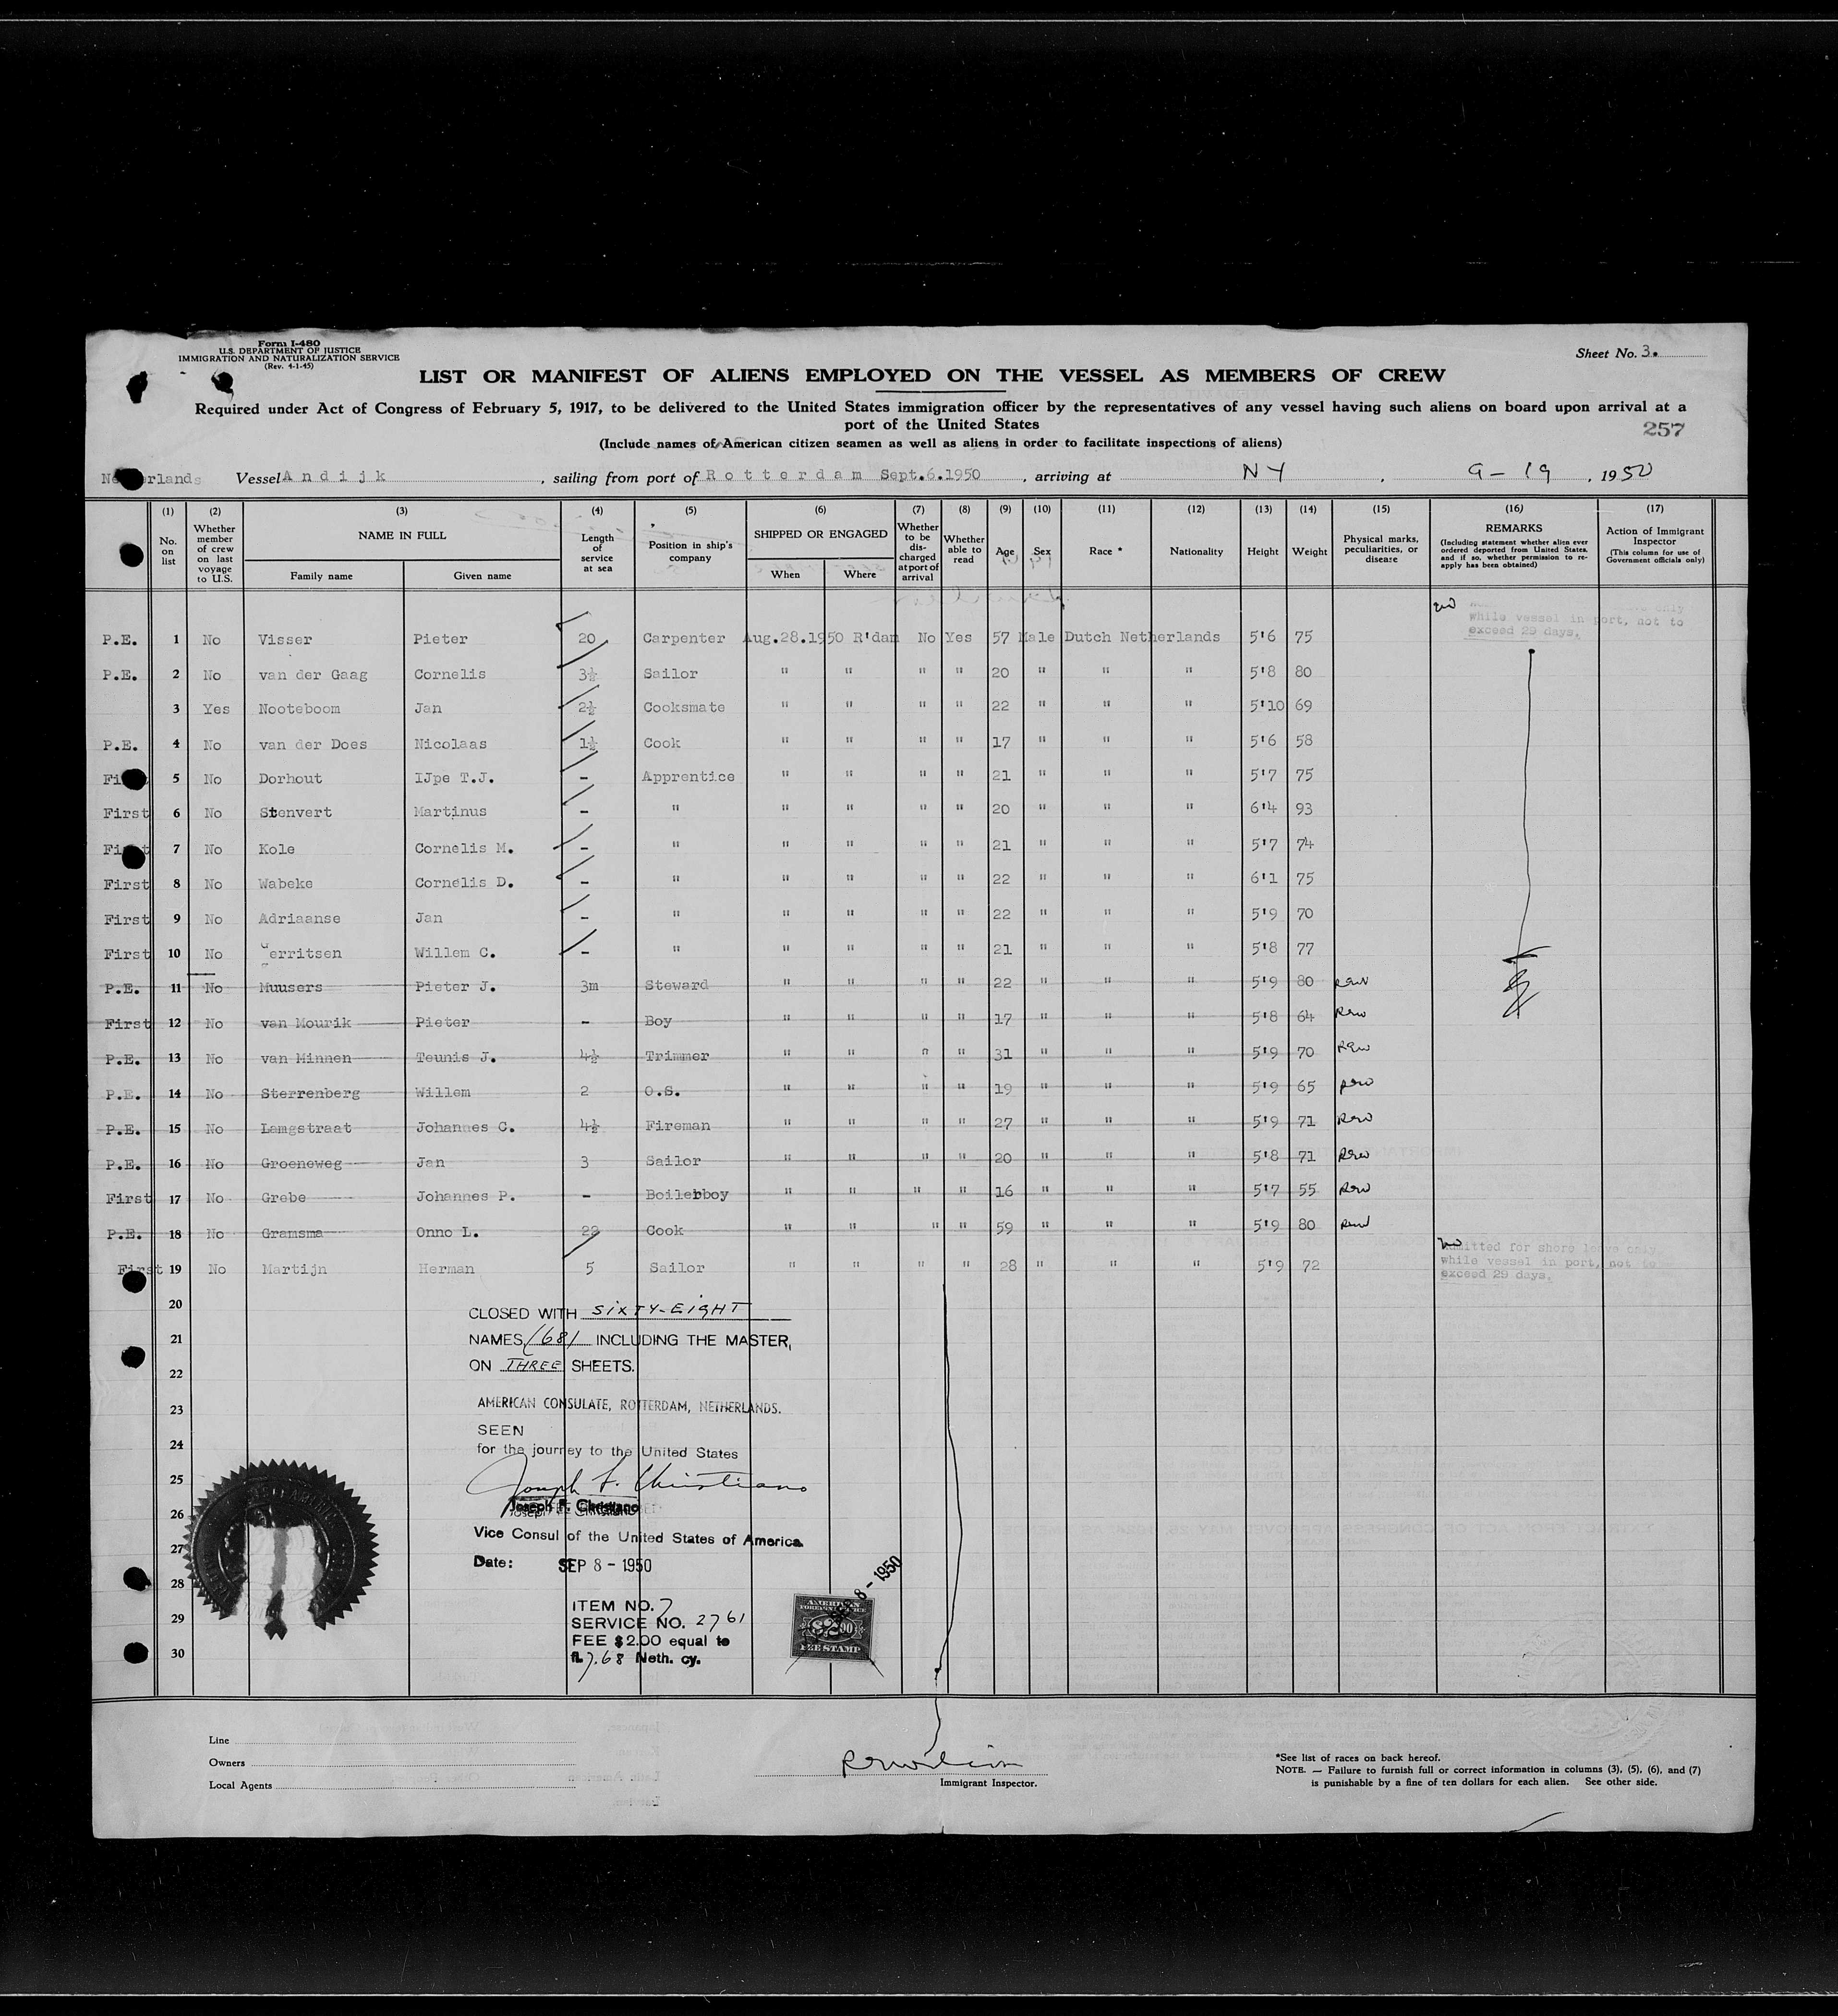 Form I-480
U.S. DEPARTMENT OF JUSTICE
IMMIGRATION AND NATURALIZATION SERVICE
(Rev. 4-1-45)
Sheet No. 3.
LIST OR MANIFEST OF ALIENS EMPLOYED ON THE VESSEL AS MEMBERS OF CREW
Required under Act of Congress of February 5, 1917, to be delivered to the United States immigration officer by the representatives of any vessel having such aliens on board upon arrival at a
port of the United States
257
(Include names of American citizen seamen as well as aliens in order to facilitate inspections of aliens)
Vessel Andijk, sailing from port of Rotterdam Sept.6.1950, arriving at NY, 9-19, 1950
(1) (2) (3) (4) (5) (6) (7) (8) (9) (10) (11) (12) (13) (14) (15) (16) (17)
No. on list
Whether member of crew on last voyage to U.S.
NAME IN FULL
Family name Given name
Length of service at sea
Position in ship's company
SHIPPED OR ENGAGED
When Where
Whether to be discharged at port of arrival
Whether able to read
Age Sex Race * Nationality Height Weight
Physical marks, peculiarities, or disease
REMARKS
(Including statement whether alien ever ordered deported from United States, and if so, whether permission to re-apply has been obtained)
Action of Immigrant Inspector
(This column for use of Government officials only)
only
while vessel in port, not to
exceed 29 days.
P.E. 1 No Visser Pieter 20 Carpenter Aug.28.1950 R'dam No Yes 57 Male Dutch Netherlands 5'6 75
P.E. 2 No van der Gaag Cornelis 3½ Sailor " " " " 20 " " " 5'8 80
3 Yes Nooteboom Jan 2½ Cooksmate " " " " 22 " " " 5'10 69
P.E. 4 No van der Does Nicolaas 1½ Cook " " " " 17 " " " 5'6 58
5 No Dorhout IJpe T.J. - Apprentice " " " " 21 " " " 5'7 75
First 6 No Stenvert Martinus - " " " " " 20 " " " 6'4 93
7 No Kole Cornelis M. - " " " " " 21 " " " 5'7 74
First 8 No Wabeke Cornelis D. - " " " " " 22 " " " 6'1 75
First 9 No Adriaanse Jan - " " " " " 22 " " " 5'9 70
First 10 No Gerritsen Willem C. - " " " " " 21 " " " 5'8 77
P.E. 11 No Muusers Pieter J. 3m Steward " " " " 22 " " " 5'9 80 REW
First 12 No van Mourik Pieter - Boy " " " " 17 " " " 5'8 64 REW
P.E. 13 No van Minnen Teunis J. 4½ Trimmer " " " " 31 " " " 5'9 70 REW
P.E. 14 No Sterrenberg Willem 2 O.S. " " " " 19 " " " 5'9 65 REW
P.E. 15 No Lamgstraat Johannes C. 4½ Fireman " " " " 27 " " " 5'9 71 REW
P.E. 16 No Groeneweg Jan 3 Sailor " " " " 20 " " " 5'8 71 REW
First 17 No Grebe Johannes P. - Boilerboy " " " " 16 " " " 5'7 55 REW
P.E. 18 No Gramsma Onno L. 22 Cook " " " " 59 " " " 5'9 80 REW
First 19 No Martijn Herman 5 Sailor " " " " 28 " " " 5'9 72
Admitted for shore leave only
while vessel in port, not to
exceed 29 days.
20
CLOSED WITH SIXTY-EIGHT
21
NAMES (68) INCLUDING THE MASTER,
ON THREE SHEETS.
22
23
AMERICAN CONSULATE, ROTTERDAM, NETHERLANDS.
SEEN
24
for the journey to the United States
25
Joseph F. Christiano
26
Joseph F. Christiano
27
Vice Consul of the United States of America.
Date: SEP 8 - 1950
28
ITEM NO. 7
29
SERVICE NO. 2761
FEE $2.00 equal to
30
fl. 7.68 Neth. cy.
SEP 8 - 1950
AMERICAN
FOREIGN SERVICE
$2.00
FEE STAMP
Line
Owners
Local Agents
Immigrant Inspector.
*See list of races on back hereof.
NOTE. — Failure to furnish full or correct information in columns (3), (5), (6), and (7)
is punishable by a fine of ten dollars for each alien. See other side.